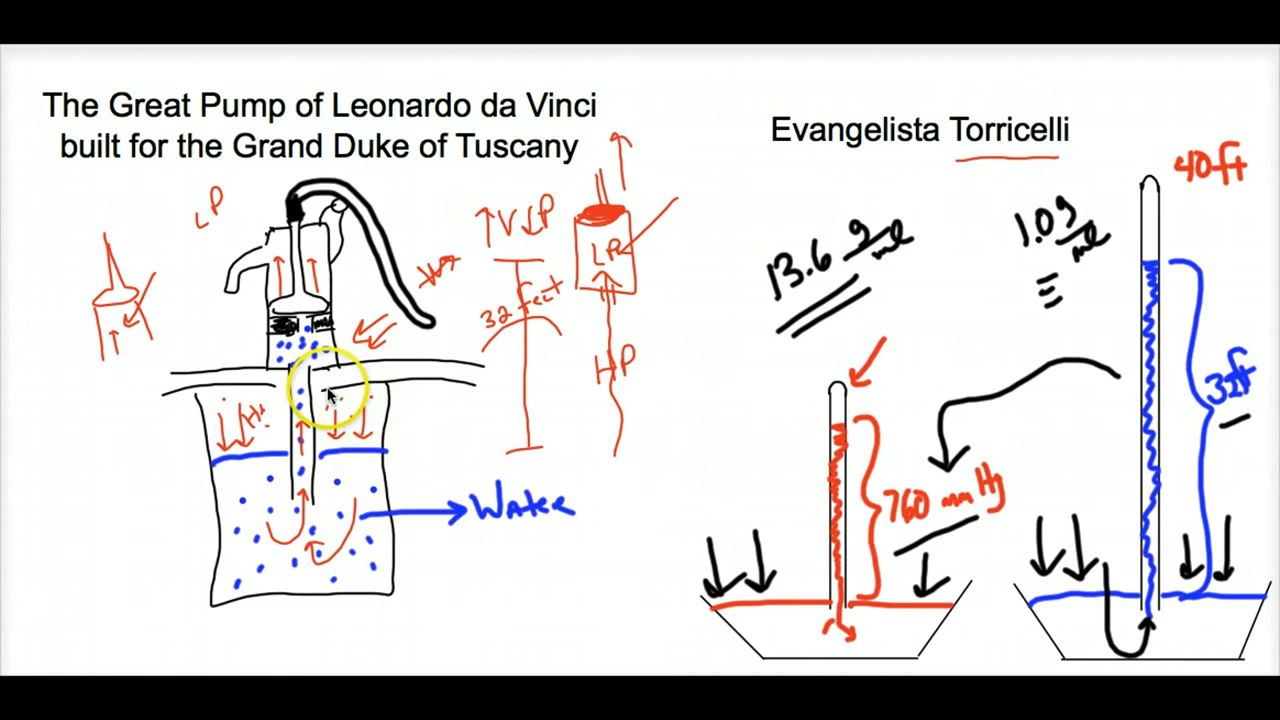 The Great Pump of Leonardo da Vinci
built for the Grand Duke of Tuscany
LP
↑V↓P
32 feet
LP
HP
HP
Water
Evangelista Torricelli
40 ft
13.6 g/ml
1.0 g/ml
32 ft
760 mm Hg